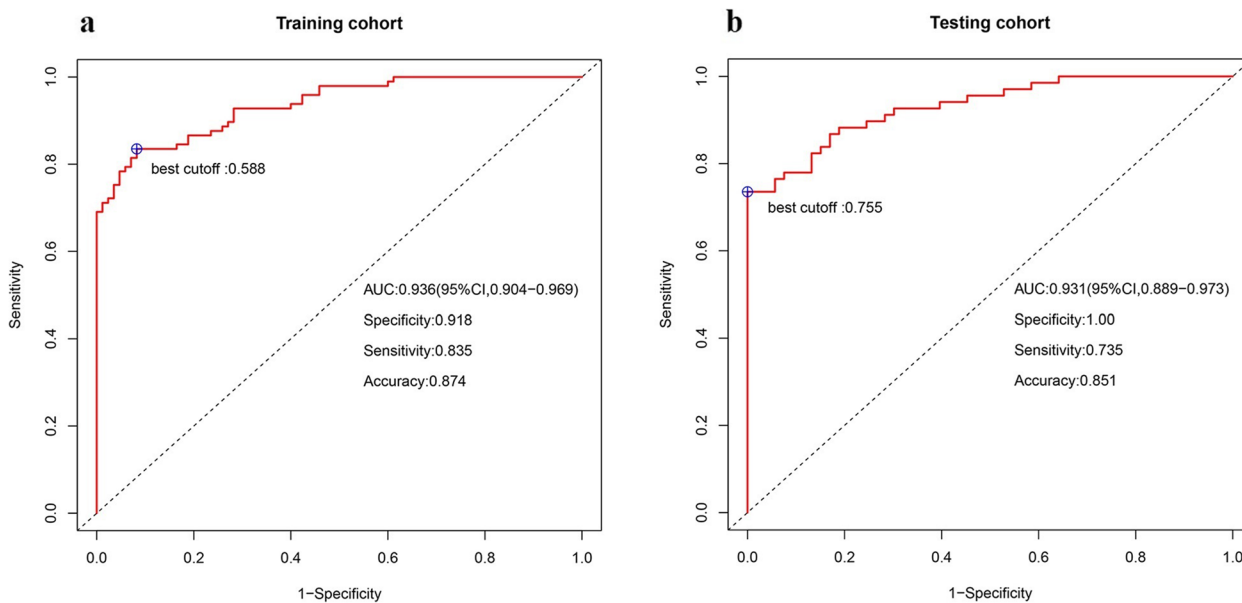 a
Training cohort
Sensitivity
1.0
0.8
0.6
0.4
0.2
0.0
best cutoff :0.588
AUC:0.936(95%CI,0.904−0.969)
Specificity:0.918
Sensitivity:0.835
Accuracy:0.874
0.0 0.2 0.4 0.6 0.8 1.0
1−Specificity
b
Testing cohort
Sensitivity
1.0
0.8
0.6
0.4
0.2
0.0
best cutoff :0.755
AUC:0.931(95%CI,0.889−0.973)
Specificity:1.00
Sensitivity:0.735
Accuracy:0.851
0.0 0.2 0.4 0.6 0.8 1.0
1−Specificity